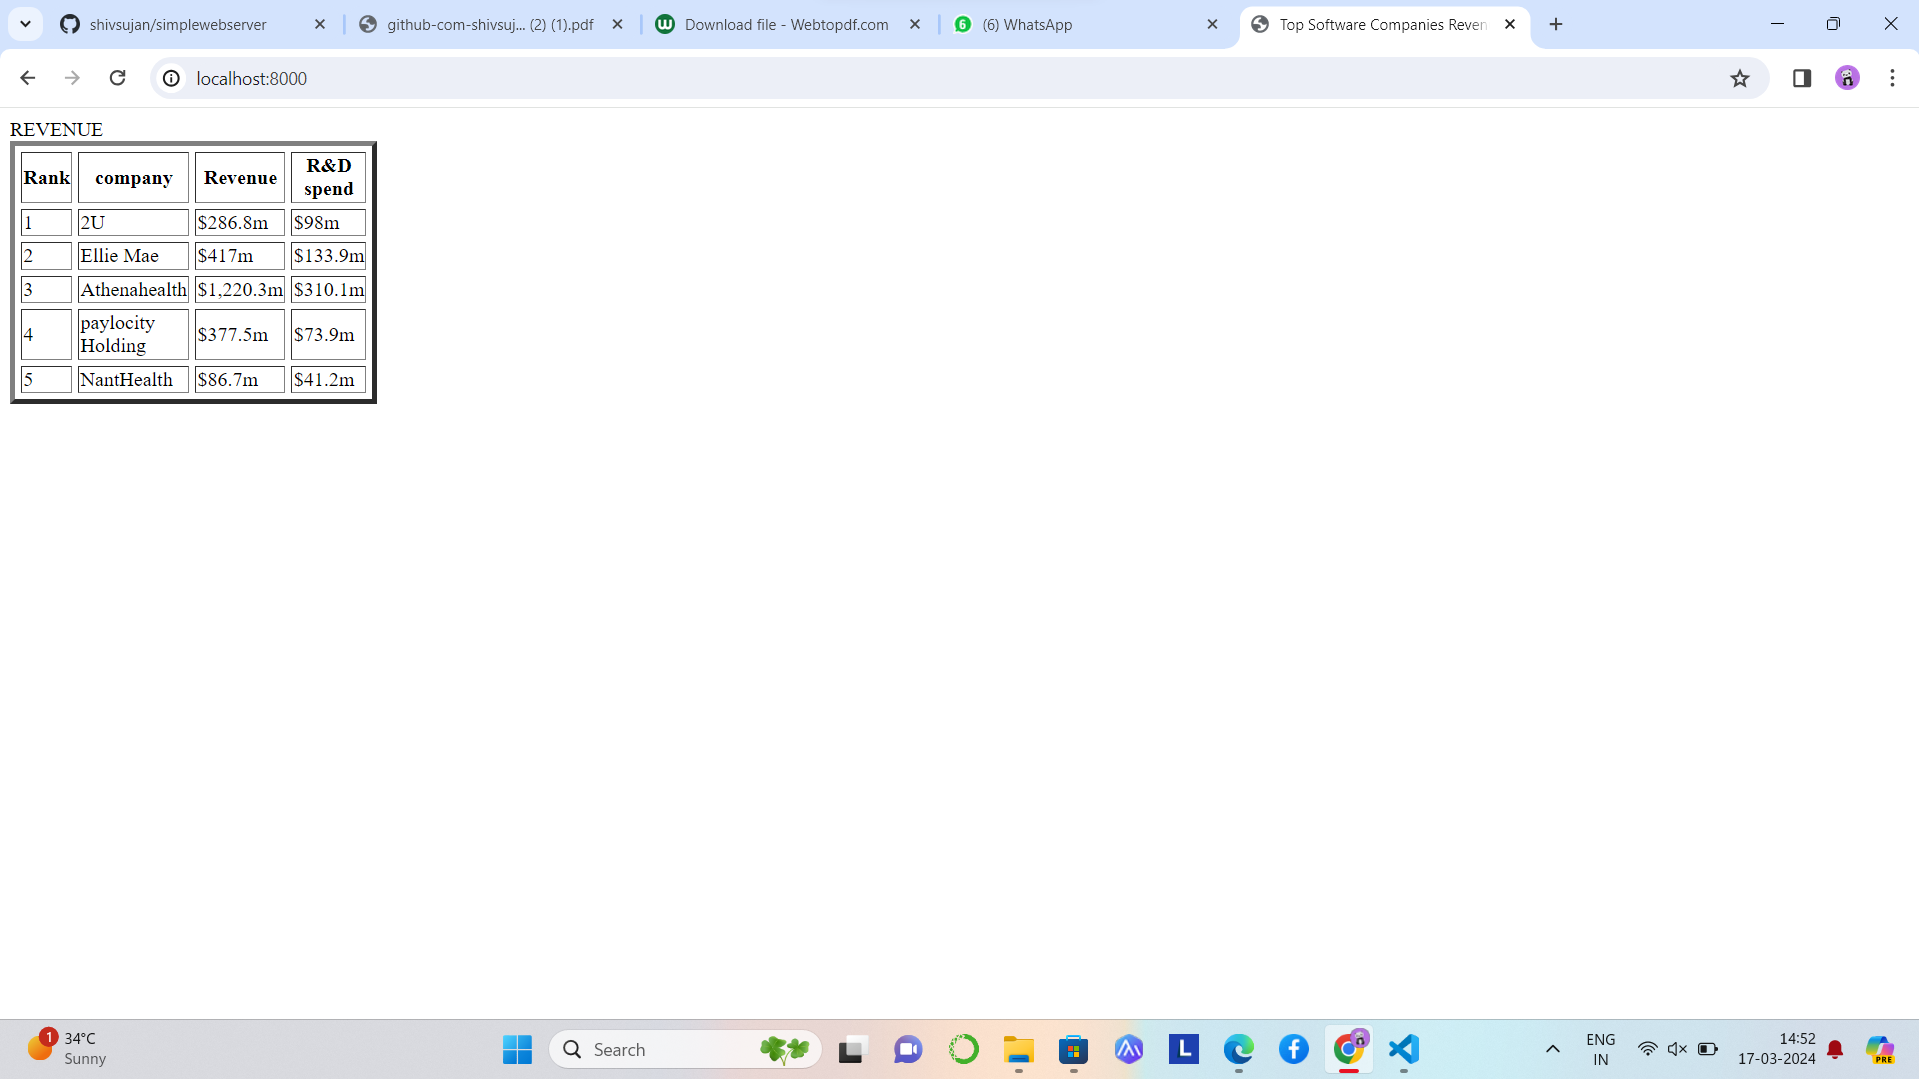 shivsujan/simplewebserver
github-com-shivsuj... (2) (1).pdf
Download file - Webtopdf.com
6
(6) WhatsApp
Top Software Companies Reven
localhost:8000
REVENUE
Rank company Revenue R&D spend
1 2U $286.8m $98m
2 Ellie Mae $417m $133.9m
3 Athenahealth $1,220.3m $310.1m
4 paylocity Holding $377.5m $73.9m
5 NantHealth $86.7m $41.2m
1
34°C
Sunny
Search
L
ENG
IN
14:52
17-03-2024
PRE